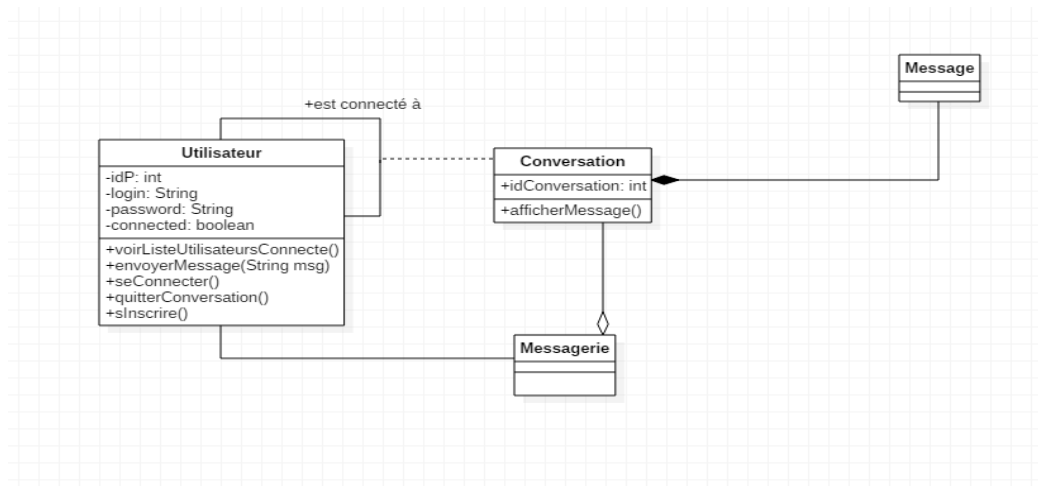 Message
+est connecté à
Utilisateur
-idP: int
-login: String
-password: String
-connected: boolean
+voirListeUtilisateursConnecte()
+envoyerMessage(String msg)
+seConnecter()
+quitterConversation()
+sInscrire()
Conversation
+idConversation: int
+afficherMessage()
Messagerie